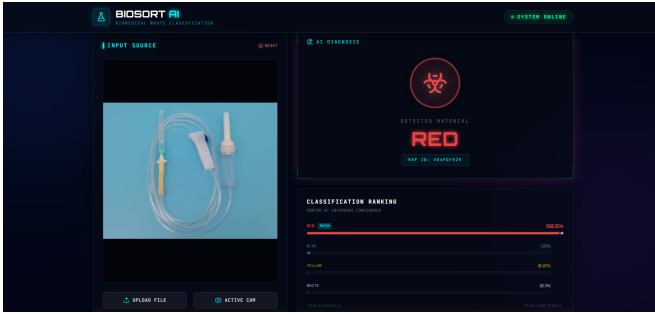 BIOSORT AI
BIOMEDICAL WASTE CLASSIFICATION
SYSTEM ONLINE
INPUT SOURCE
RESET
UPLOAD FILE
ACTIVE CAM
AI DIAGNOSIS
DETECTED MATERIAL
RED
CLASSIFICATION RANKING
SORTED BY INFERENCE CONFIDENCE
RED
BLUE
YELLOW
WHITE